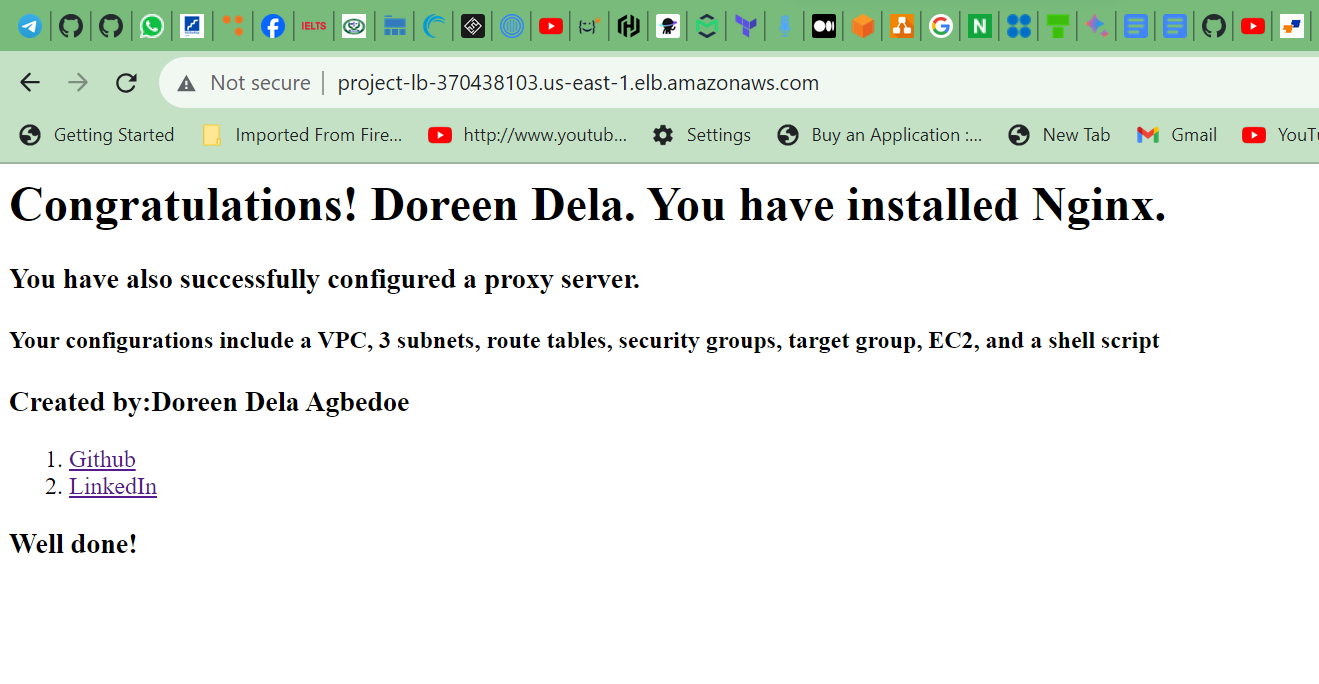 IELTS
N
Not secure project-lb-370438103.us-east-1.elb.amazonaws.com
Getting Started Imported From Fire... http://www.youtub... Settings Buy an Application :... New Tab Gmail YouTu
Congratulations! Doreen Dela. You have installed Nginx.
You have also successfully configured a proxy server.
Your configurations include a VPC, 3 subnets, route tables, security groups, target group, EC2, and a shell script
Created by:Doreen Dela Agbedoe
1. Github
2. LinkedIn
Well done!